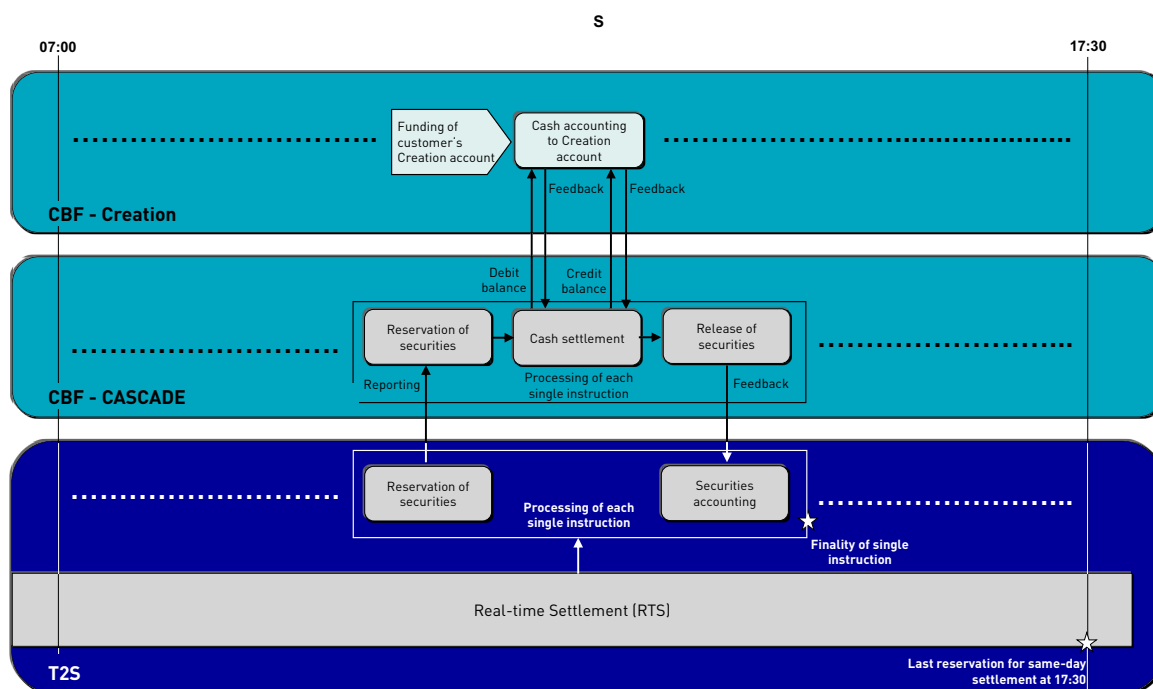 S
07:00
17:30
Funding of
customer's
Creation account
Cash accounting
to Creation
account
Feedback
Feedback
CBF - Creation
Debit
balance
Credit
balance
Reservation of
securities
Cash settlement
Release of
securities
Reporting
Processing of each
single instruction
Feedback
CBF - CASCADE
Reservation of
securities
Securities
accounting
Processing of each
single instruction
Finality of single
instruction
Real-time Settlement (RTS)
T2S
Last reservation for same-day
settlement at 17:30